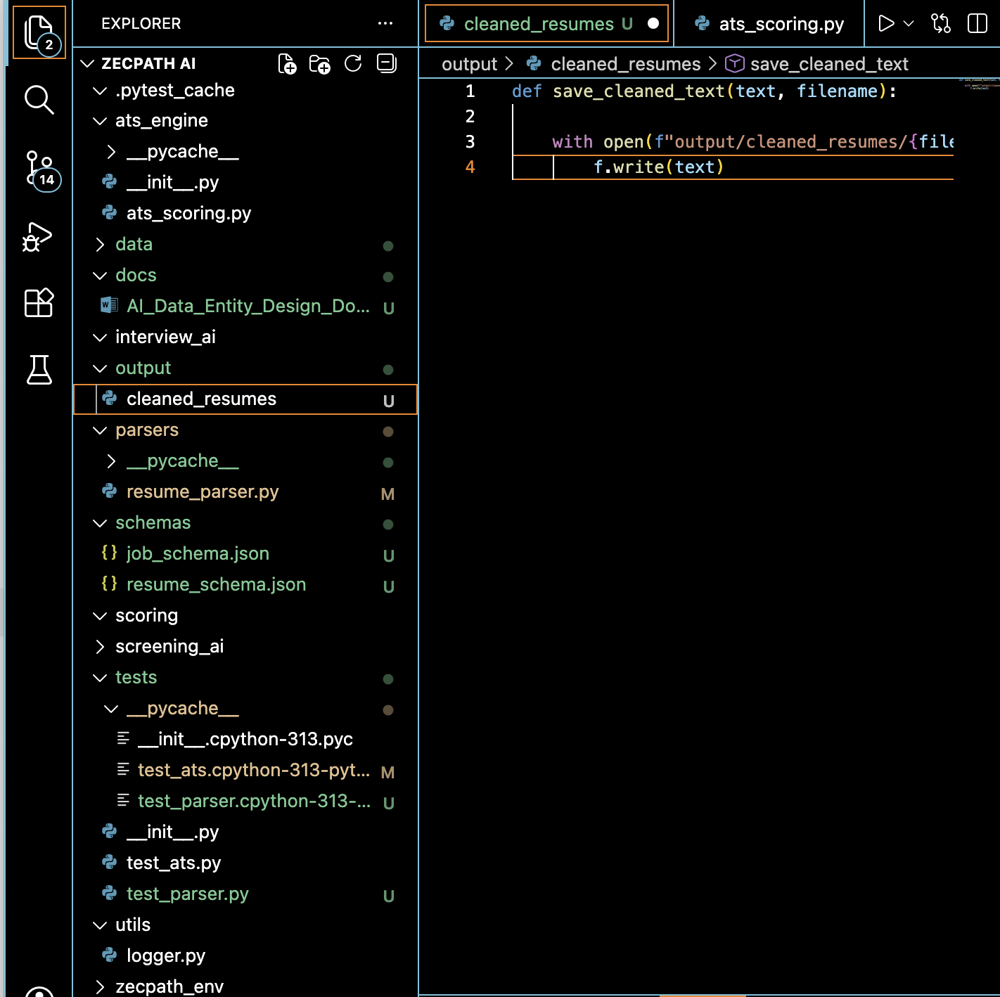 2
14
EXPLORER
ZECPATH AI
.pytest_cache
ats_engine
__pycache__
__init__.py
ats_scoring.py
data
docs
AI_Data_Entity_Design_Do... U
interview_ai
output
cleaned_resumes U
parsers
__pycache__
resume_parser.py M
schemas
{} job_schema.json U
{} resume_schema.json U
scoring
screening_ai
tests
__pycache__
__init__.cpython-313.pyc
test_ats.cpython-313-pyt... M
test_parser.cpython-313-... U
__init__.py
test_ats.py
test_parser.py U
utils
logger.py
zecpath_env
cleaned_resumes U
ats_scoring.py
output > cleaned_resumes > save_cleaned_text
1 def save_cleaned_text(text, filename):
2
3 with open(f"output/cleaned_resumes/{file
4 f.write(text)